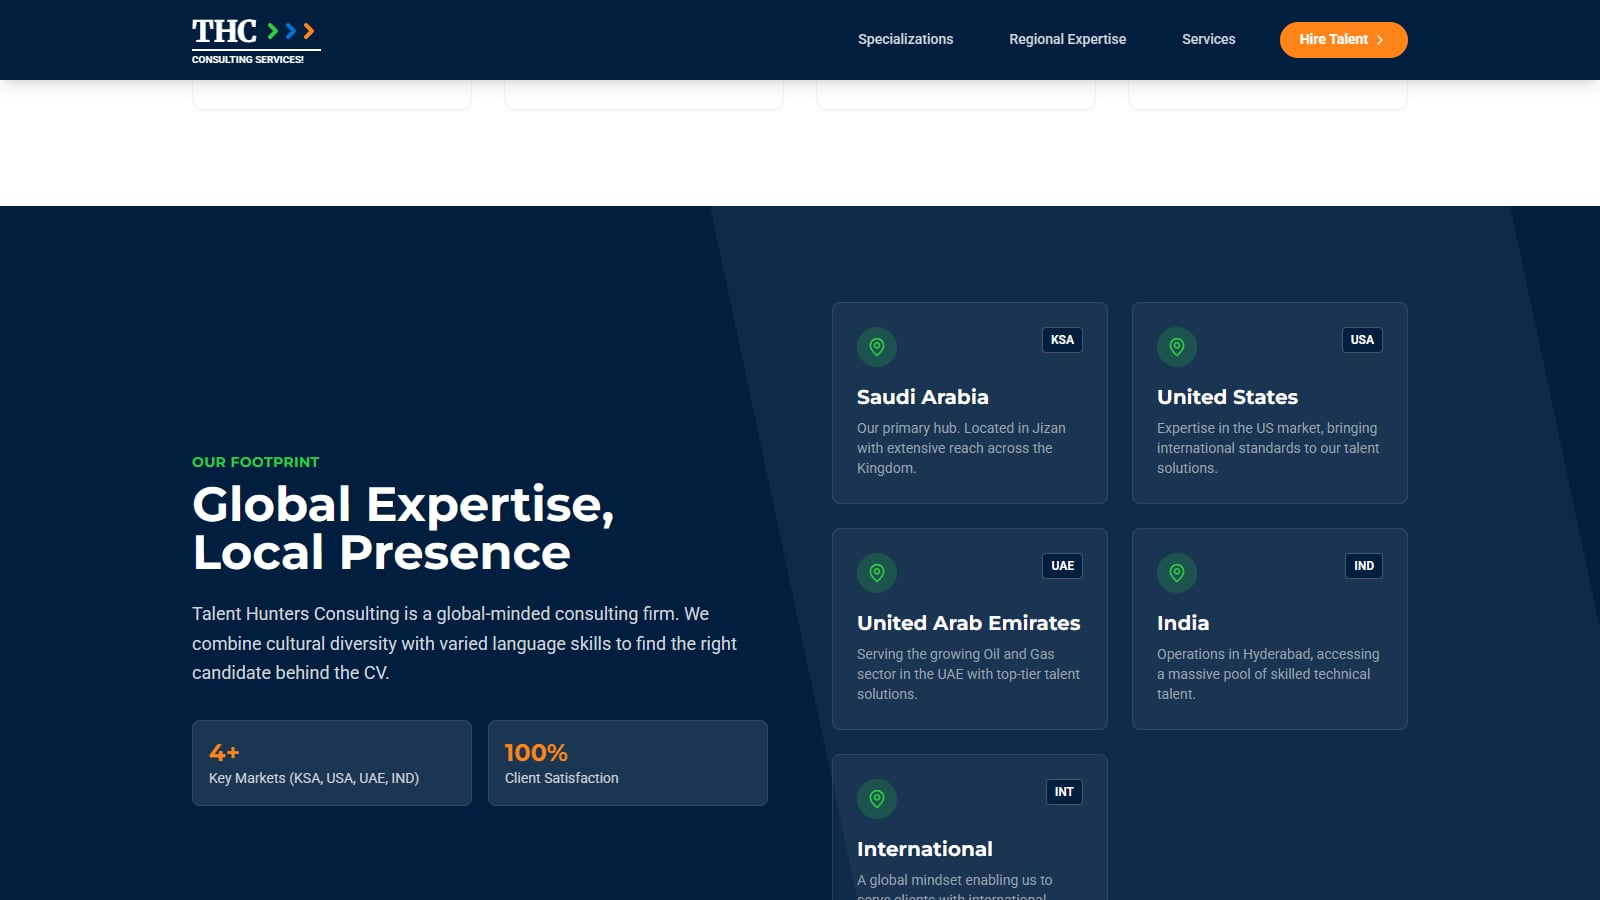 THC
CONSULTING SERVICES!
Specializations
Regional Expertise
Services
Hire Talent
OUR FOOTPRINT
Global Expertise,
Local Presence
Talent Hunters Consulting is a global-minded consulting firm. We
combine cultural diversity with varied language skills to find the right
candidate behind the CV.
4+
Key Markets (KSA, USA, UAE, IND)
100%
Client Satisfaction
KSA
Saudi Arabia
Our primary hub. Located in Jizan
with extensive reach across the
Kingdom.
USA
United States
Expertise in the US market, bringing
international standards to our talent
solutions.
UAE
United Arab Emirates
Serving the growing Oil and Gas
sector in the UAE with top-tier talent
solutions.
IND
India
Operations in Hyderabad, accessing
a massive pool of skilled technical
talent.
INT
International
A global mindset enabling us to
serve clients with international